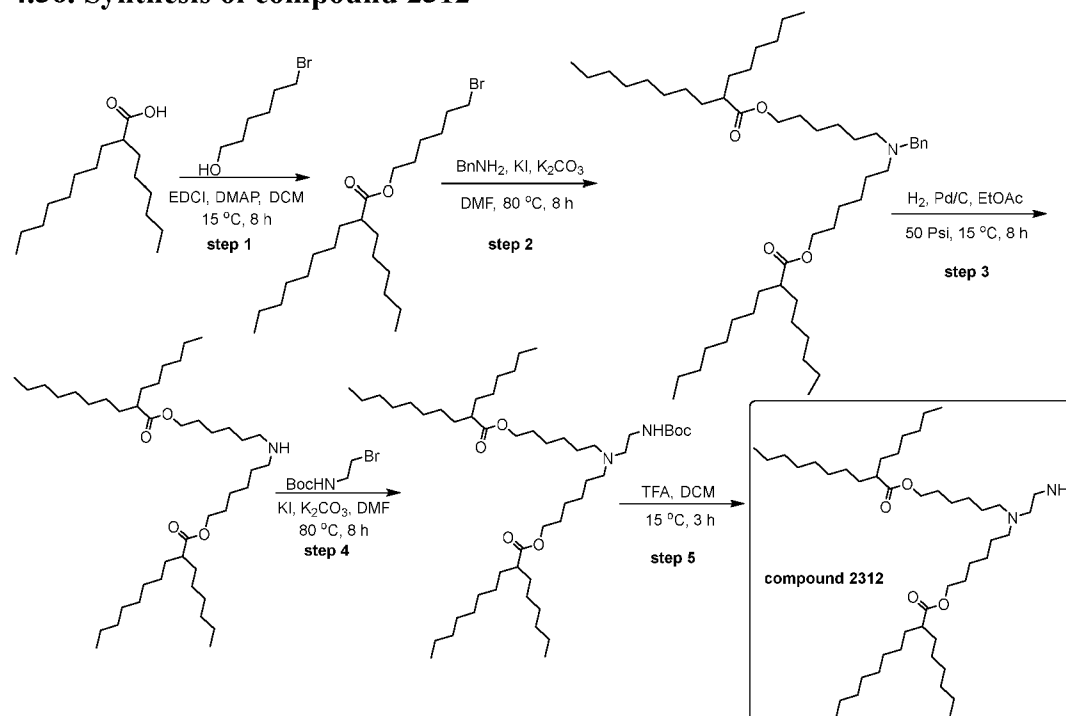 4.56. Synthesis of compound 2312
Br
O
OH
HO
EDCI, DMAP, DCM
15 °C, 8 h
step 1
Br
O
O
BnNH2, KI, K2CO3
DMF, 80 °C, 8 h
step 2
O
O
N
Bn
O
O
H2, Pd/C, EtOAc
50 Psi, 15 °C, 8 h
step 3
O
O
NH
O
O
BocHN
Br
KI, K2CO3, DMF
80 °C, 8 h
step 4
O
O
NHBoc
N
O
O
TFA, DCM
15 °C, 3 h
step 5
O
O
NH
N
compound 2312
O
O